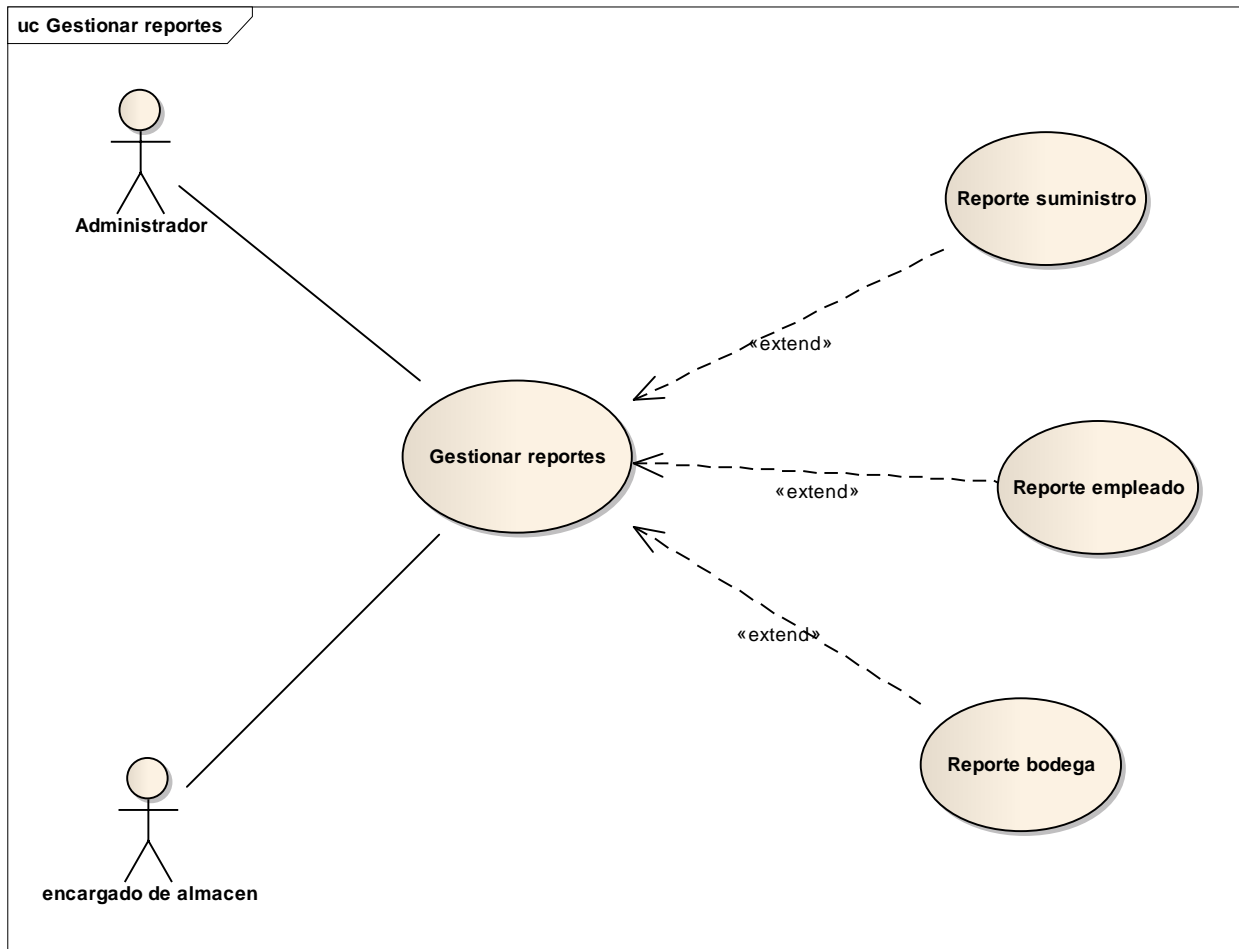 uc Gestionar reportes
Administrador
Reporte suministro
«extend»
Gestionar reportes
Reporte empleado
«extend»
«extend»
Reporte bodega
encargado de almacen